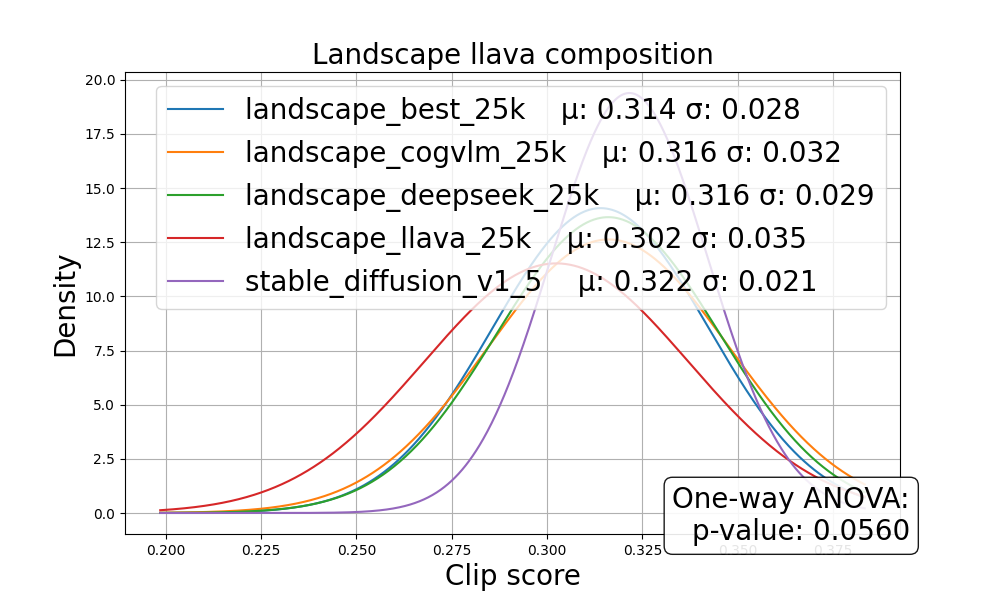 Landscape llava composition
20.0
17.5
15.0
12.5
10.0
7.5
5.0
2.5
0.0
Density
landscape_best_25k μ: 0.314 σ: 0.028
landscape_cogvlm_25k μ: 0.316 σ: 0.032
landscape_deepseek_25k μ: 0.316 σ: 0.029
landscape_llava_25k μ: 0.302 σ: 0.035
stable_diffusion_v1_5 μ: 0.322 σ: 0.021
One-way ANOVA:
p-value: 0.0560
0.200 0.225 0.250 0.275 0.300 0.325 0.350 0.375
Clip score